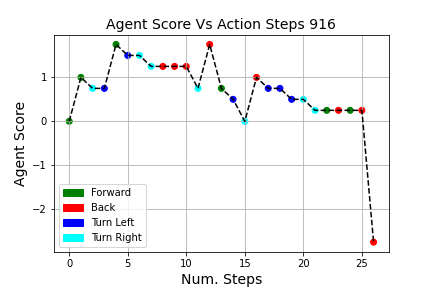 Agent Score Vs Action Steps 916
Agent Score
1
0
−1
−2
Forward
Back
Turn Left
Turn Right
0 5 10 15 20 25
Num. Steps